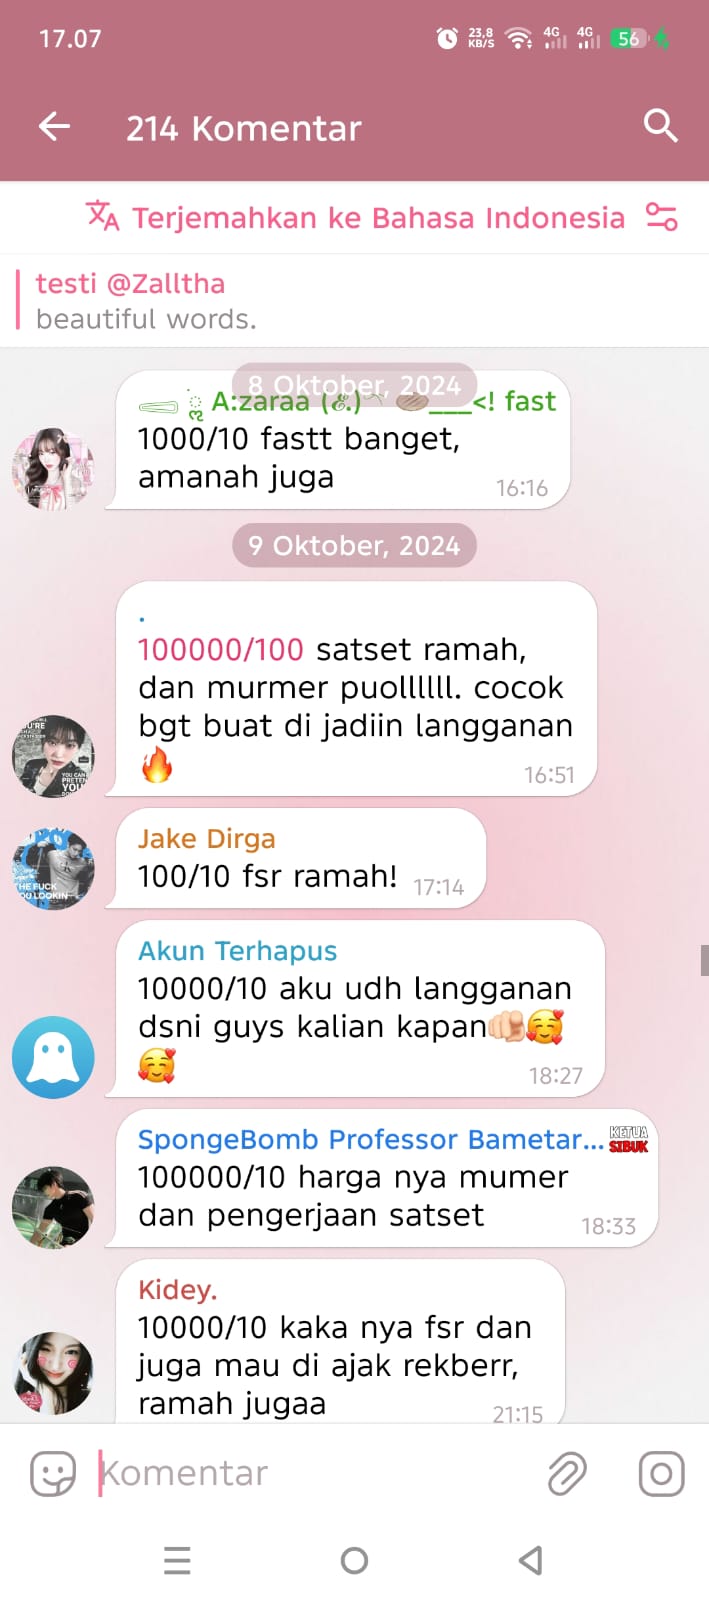 17.07
23,8
KB/S
4G
4G
56
214 Komentar
Terjemahkan ke Bahasa Indonesia
testi @Zalltha
beautiful words.
8 Oktober, 2024
A:zaraa (ℰ.) ___<! fast
1000/10 fastt banget,
amanah juga
16:16
9 Oktober, 2024
.
100000/100 satset ramah,
dan murmer puollllll. cocok
bgt buat di jadiin langganan
🔥
16:51
Jake Dirga
100/10 fsr ramah!
17:14
Akun Terhapus
10000/10 aku udh langganan
dsni guys kalian kapan🫵🏻🥰
🥰
18:27
SpongeBomb Professor Bametar...
KETUA
SIBUK
100000/10 harga nya mumer
dan pengerjaan satset
18:33
Kidey.
10000/10 kaka nya fsr dan
juga mau di ajak rekberr,
ramah jugaa
21:15
Komentar